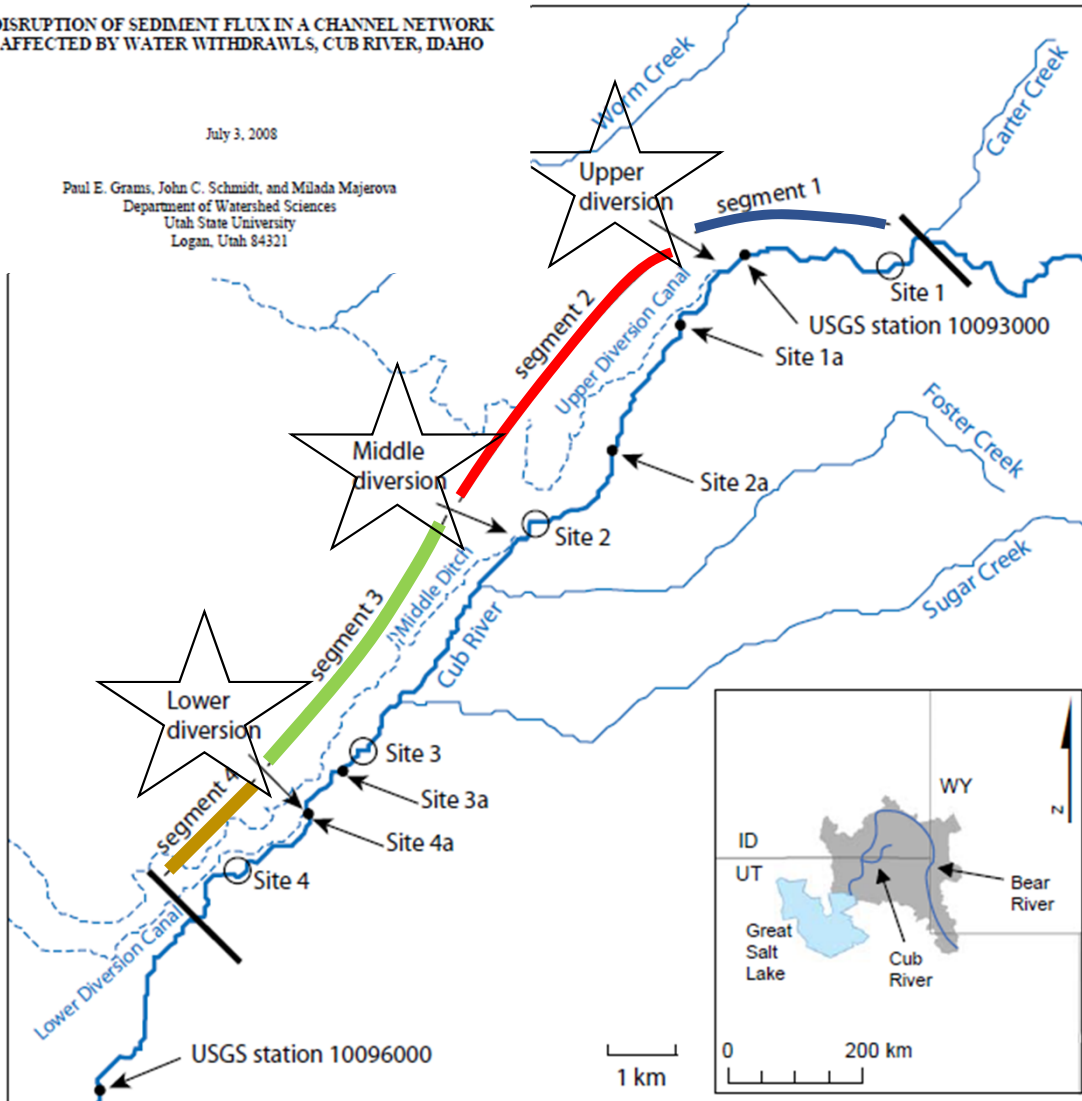 DISRUPTION OF SEDIMENT FLUX IN A CHANNEL NETWORK
AFFECTED BY WATER WITHDRAWLS, CUB RIVER, IDAHO
July 3, 2008
Paul E. Grams, John C. Schmidt, and Milada Majerova
Department of Watershed Sciences
Utah State University
Logan, Utah 84321
Worm Creek
Carter Creek
Upper
diversion
segment 1
Site 1
USGS station 10093000
segment 2
Upper Diversion Canal
Site 1a
Foster Creek
Middle
diversion
Site 2a
Site 2
Middle Ditch
Sugar Creek
segment 3
Cub River
Lower
diversion
Site 3
segment 4
Site 3a
Site 4a
Site 4
Lower Diversion Canal
USGS station 10096000
1 km
WY
N
ID
UT
Bear
River
Great
Salt
Lake
Cub
River
0
200 km